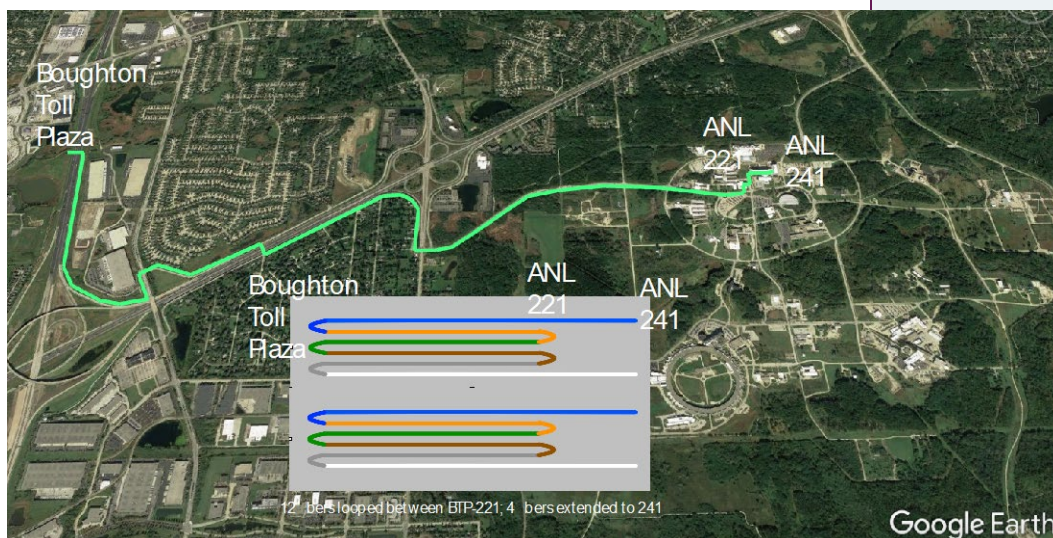 Boughton
Toll
Plaza
ANL
221
ANL
241
Boughton
Toll
Plaza
ANL
221
ANL
241
12 bers looped between BTP-221; 4 bers extended to 241
Google Earth